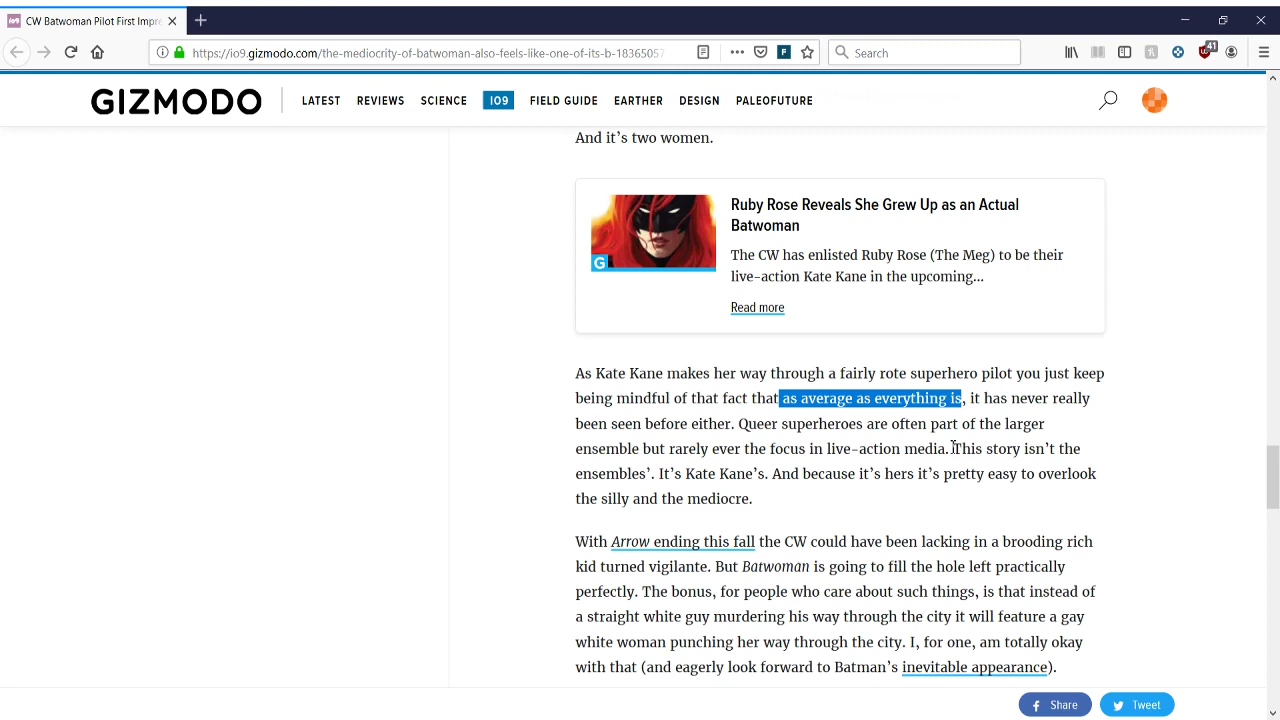 CW Batwoman Pilot First Impre
https://io9.gizmodo.com/the-mediocrity-of-batwoman-also-feels-like-one-of-its-b-18365057
Search
41
GIZMODO
LATEST REVIEWS SCIENCE IO9 FIELD GUIDE EARTHER DESIGN PALEOFUTURE
And it's two women.
Ruby Rose Reveals She Grew Up as an Actual
Batwoman
The CW has enlisted Ruby Rose (The Meg) to be their
live-action Kate Kane in the upcoming...
G
Read more
As Kate Kane makes her way through a fairly rote superhero pilot you just keep
being mindful of that fact that as average as everything is, it has never really
been seen before either. Queer superheroes are often part of the larger
ensemble but rarely ever the focus in live-action media. This story isn't the
ensembles'. It's Kate Kane's. And because it's hers it's pretty easy to overlook
the silly and the mediocre.
With Arrow ending this fall the CW could have been lacking in a brooding rich
kid turned vigilante. But Batwoman is going to fill the hole left practically
perfectly. The bonus, for people who care about such things, is that instead of
a straight white guy murdering his way through the city it will feature a gay
white woman punching her way through the city. I, for one, am totally okay
with that (and eagerly look forward to Batman's inevitable appearance).
Share Tweet